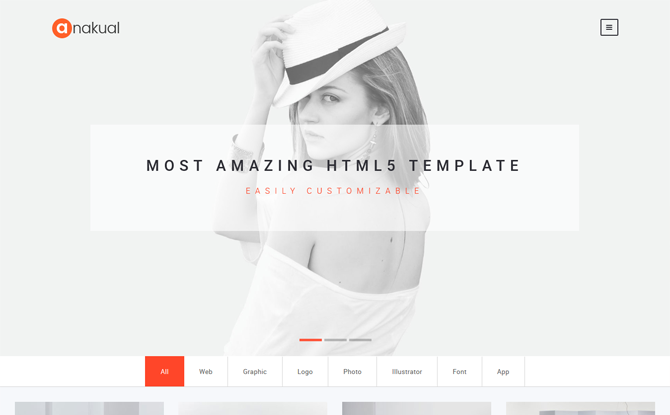 anakual
MOST AMAZING HTML5 TEMPLATE
EASILY CUSTOMIZABLE
All Web Graphic Logo Photo Illustrator Font App